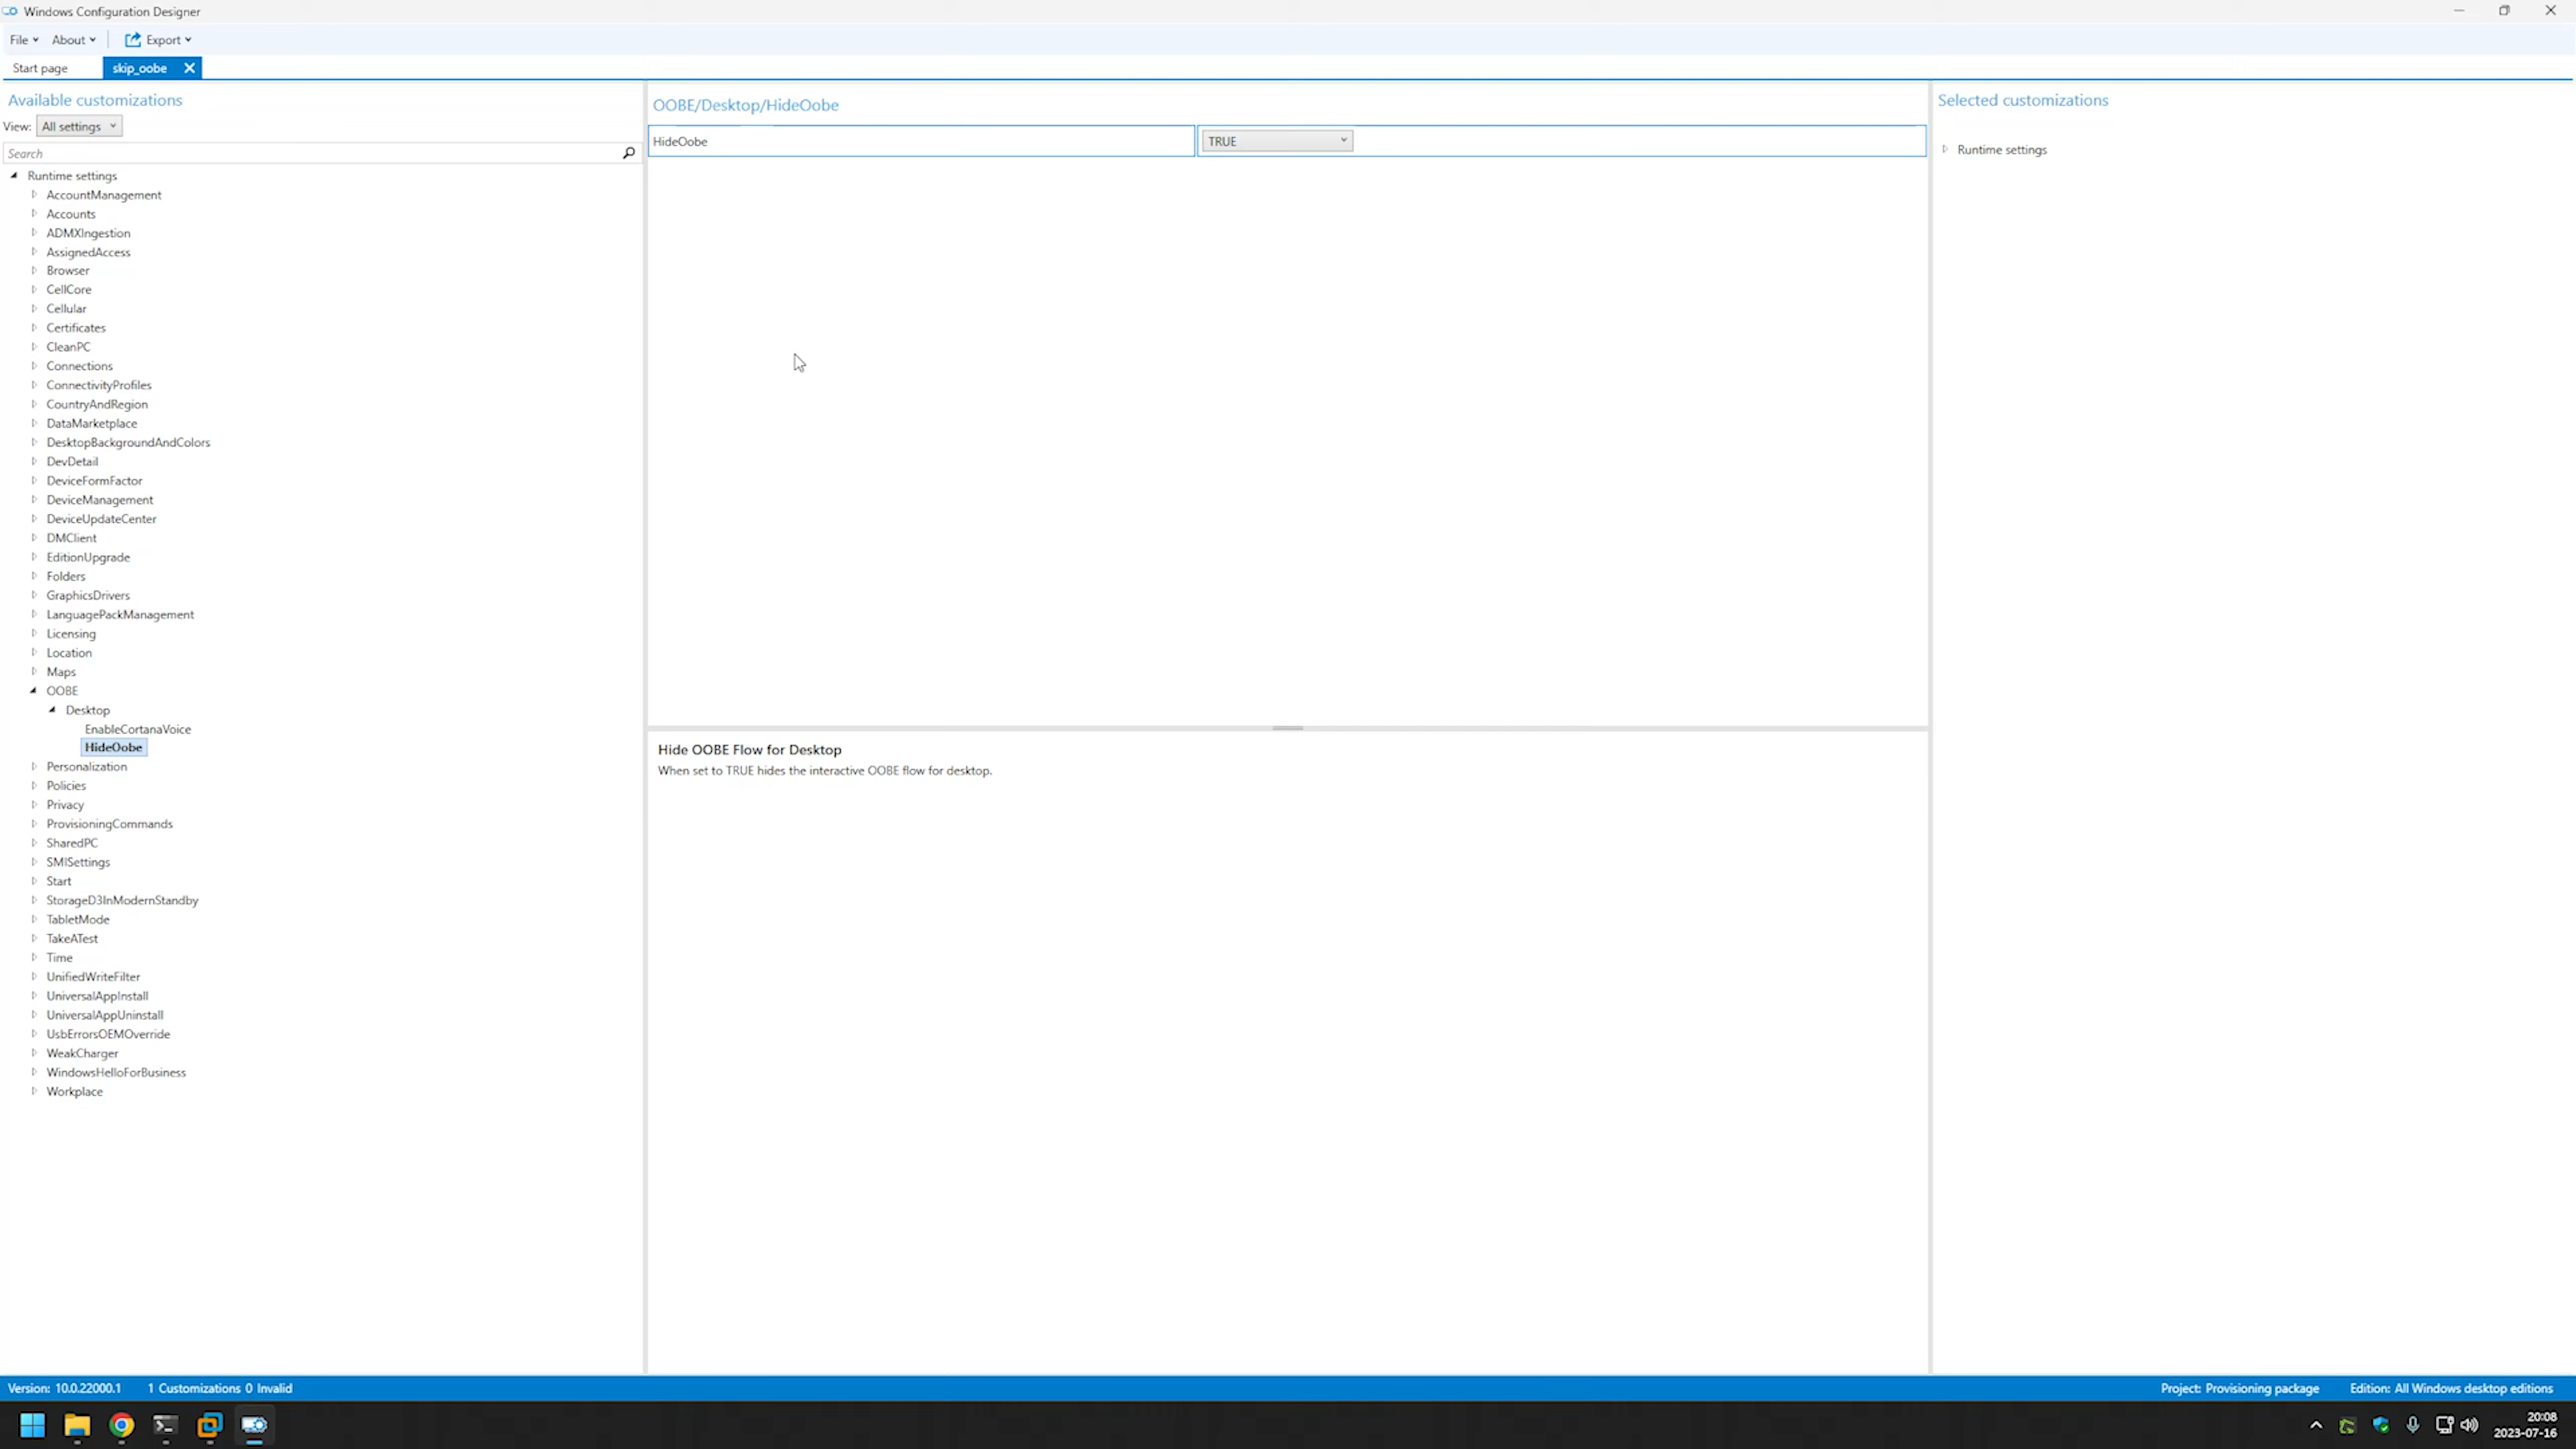 Windows Configuration Designer
File About Export
Start page skip_oobe
Available customizations
View: All settings
Search
Runtime settings
AccountManagement
Accounts
ADMXIngestion
AssignedAccess
Browser
CellCore
Cellular
Certificates
CleanPC
Connections
ConnectivityProfiles
CountryAndRegion
DataMarketplace
DesktopBackgroundAndColors
DevDetail
DeviceFormFactor
DeviceManagement
DeviceUpdateCenter
DMClient
EditionUpgrade
Folders
GraphicsDrivers
LanguagePackManagement
Licensing
Location
Maps
OOBE
Desktop
EnableCortanaVoice
HideOobe
Personalization
Policies
Privacy
ProvisioningCommands
SharedPC
SMISettings
Start
StorageD3InModernStandby
TabletMode
TakeATest
Time
UnifiedWriteFilter
UniversalAppInstall
UniversalAppUninstall
UsbErrorsOEMOverride
WeakCharger
WindowsHelloForBusiness
Workplace
OOBE/Desktop/HideOobe
HideOobe TRUE
Hide OOBE Flow for Desktop
When set to TRUE hides the interactive OOBE flow for desktop.
Selected customizations
Runtime settings
Version: 10.0.22000.1 1 Customizations 0 Invalid
Project: Provisioning package Edition: All Windows desktop editions
20:08
2023-07-16